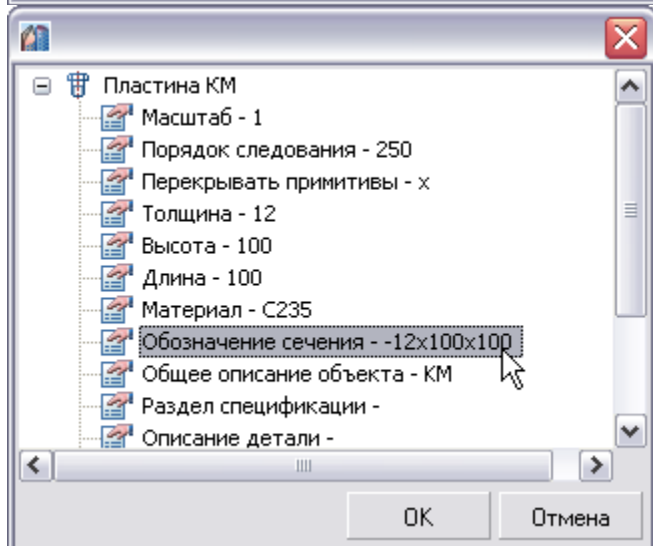 Пластина КМ
Масштаб - 1
Порядок следования - 250
Перекрывать примитивы - x
Толщина - 12
Высота - 100
Длина - 100
Материал - С235
Обозначение сечения - -12x100x100
Общее описание объекта - КМ
Раздел спецификации -
Описание детали -
ОК
Отмена